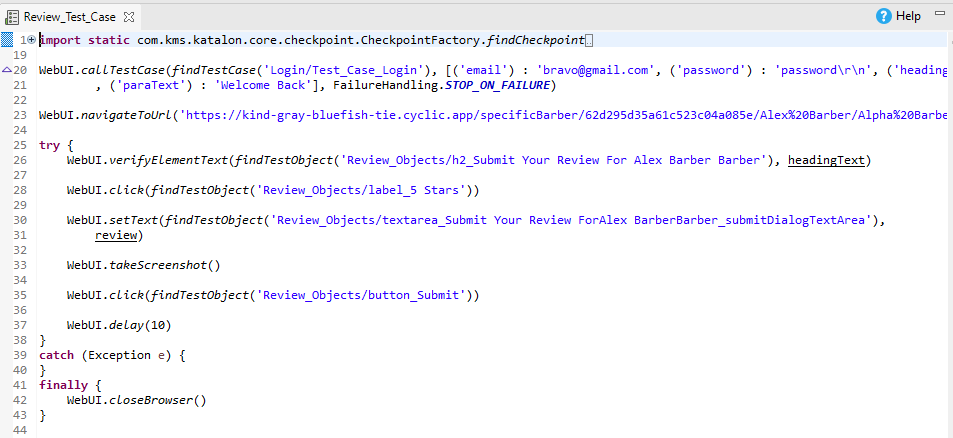 Review_Test_Case
Help
1 import static com.kms.katalon.core.checkpoint.CheckpointFactory.findCheckpoint
19
20 WebUI.callTestCase(findTestCase('Login/Test_Case_Login'), [('email') : 'bravo@gmail.com', ('password') : 'password\r\n', ('heading
21 , ('paraText') : 'Welcome Back'], FailureHandling.STOP_ON_FAILURE)
22
23 WebUI.navigateToUrl('https://kind-gray-bluefish-tie.cyclic.app/specificBarber/62d295d35a61c523c04a085e/Alex%20Barber/Alpha%20Barbe
24
25 try {
26 WebUI.verifyElementText(findTestObject('Review_Objects/h2_Submit Your Review For Alex Barber Barber'), headingText)
27
28 WebUI.click(findTestObject('Review_Objects/label_5 Stars'))
29
30 WebUI.setText(findTestObject('Review_Objects/textarea_Submit Your Review ForAlex BarberBarber_submitDialogTextArea'),
31 review)
32
33 WebUI.takeScreenshot()
34
35 WebUI.click(findTestObject('Review_Objects/button_Submit'))
36
37 WebUI.delay(10)
38 }
39 catch (Exception e) {
40 }
41 finally {
42 WebUI.closeBrowser()
43 }
44